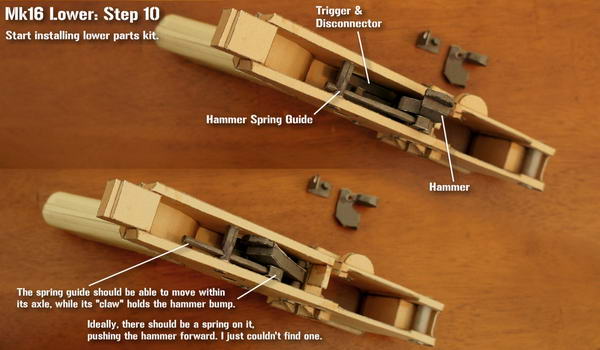 Mk16 Lower: Step 10
Start installing lower parts kit.
Trigger &
Disconnector
Hammer Spring Guide
Hammer
The spring guide should be able to move within
its axle, while its "claw" holds the hammer bump.
Ideally, there should be a spring on it,
pushing the hammer forward. I just couldn't find one.